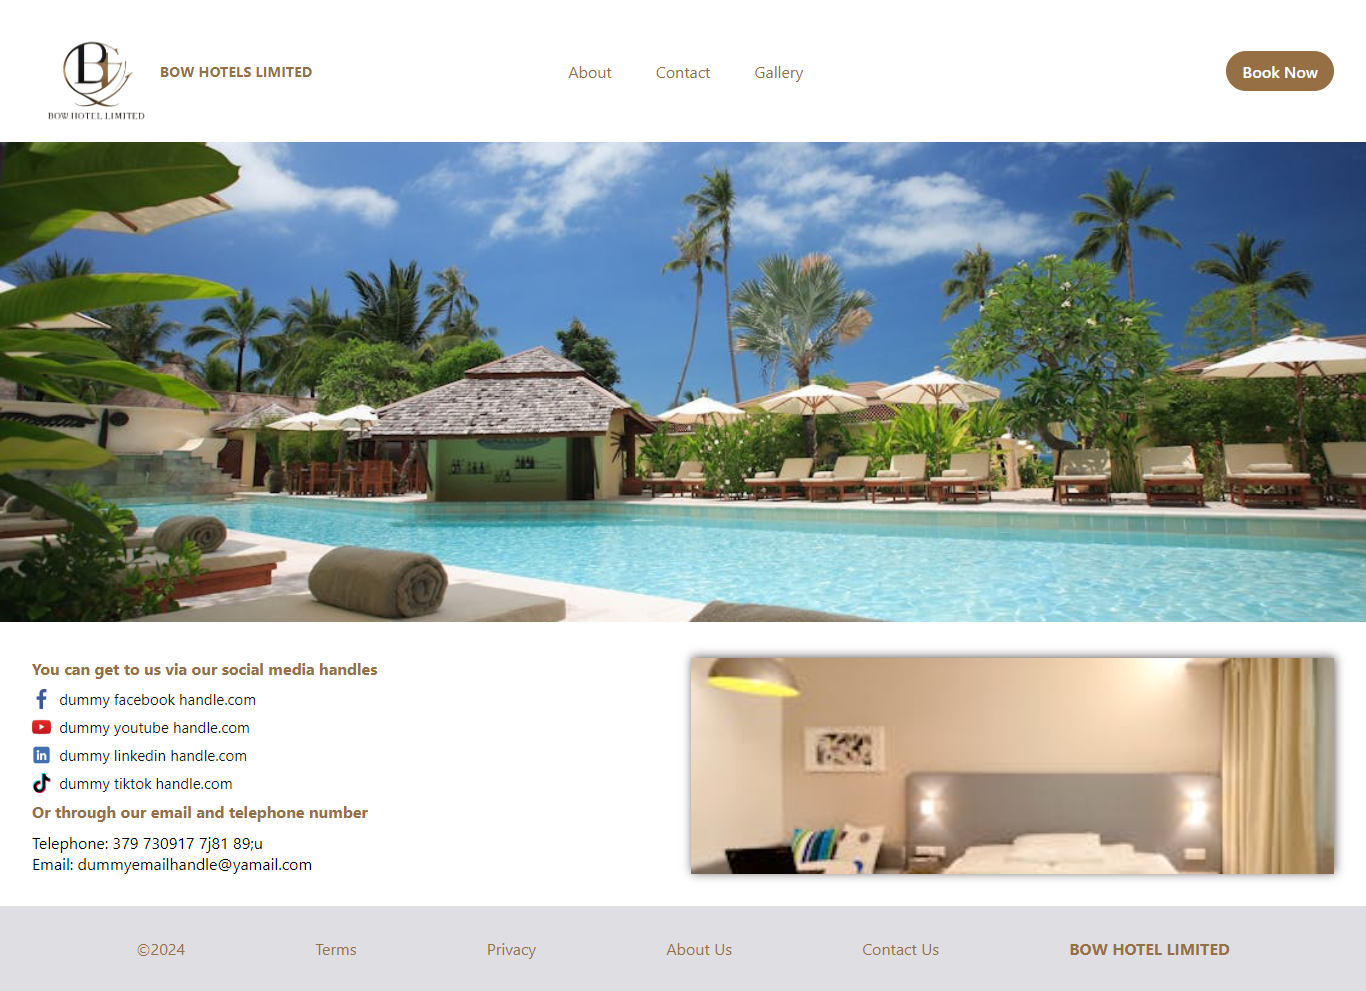 BOW HOTEL LIMITED
BOW HOTELS LIMITED
About
Contact
Gallery
Book Now
You can get to us via our social media handles
dummy facebook handle.com
dummy youtube handle.com
dummy linkedin handle.com
dummy tiktok handle.com
Or through our email and telephone number
Telephone: 379 730917 7j81 89;u
Email: dummyemailhandle@yamail.com
©2024
Terms
Privacy
About Us
Contact Us
BOW HOTEL LIMITED